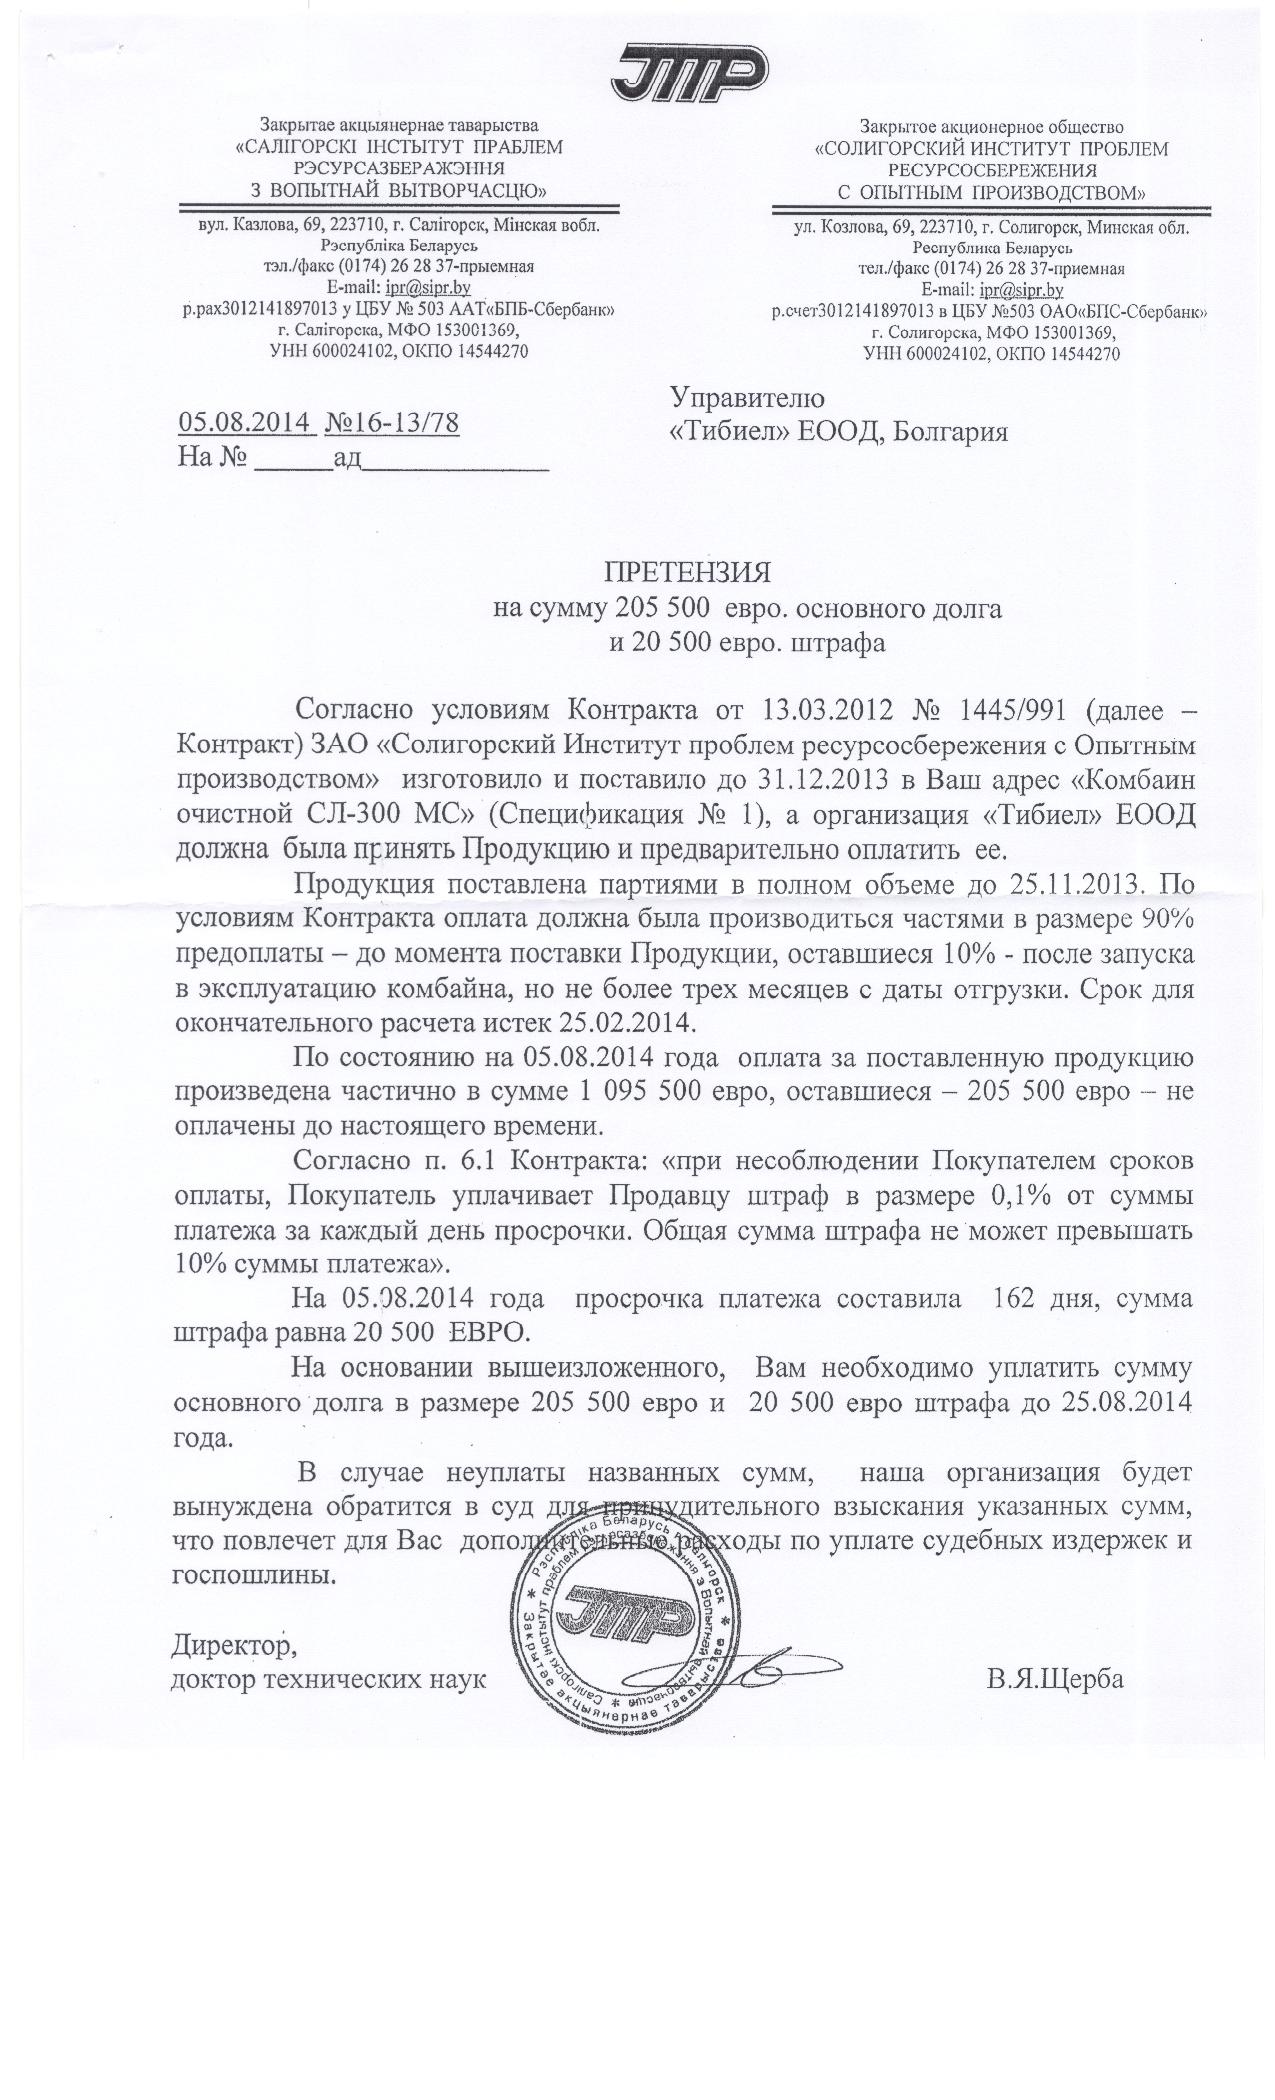 ІПР
Закрытае акцыянернае таварыства
«САЛІГОРСКІ ІНСТЫТУТ ПРАБЛЕМ
РЭСУРСАЗБЕРАЖЭННЯ
З ВОПЫТНАЙ ВЫТВОРЧАСЦЮ»
вул. Казлова, 69, 223710, г. Салігорск, Мінская вобл.
Рэспубліка Беларусь
тэл./факс (0174) 26 28 37-прыемная
E-mail: ipr@sipr.by
р.рах3012141897013 у ЦБУ № 503 ААТ«БПБ-Сбербанк»
г. Салігорска, МФО 153001369,
УНН 600024102, ОКПО 14544270
Закрытое акционерное общество
«СОЛИГОРСКИЙ ИНСТИТУТ ПРОБЛЕМ
РЕСУРСОСБЕРЕЖЕНИЯ
С ОПЫТНЫМ ПРОИЗВОДСТВОМ»
ул. Козлова, 69, 223710, г. Солигорск, Минская обл.
Республика Беларусь
тел./факс (0174) 26 28 37-приемная
E-mail: ipr@sipr.by
р.счет3012141897013 в ЦБУ №503 ОАО«БПС-Сбербанк»
г. Солигорска, МФО 153001369,
УНН 600024102, ОКПО 14544270
05.08.2014 №16-13/78
На № ______ад______________
Управителю
«Тибиел» ЕООД, Болгария
ПРЕТЕНЗИЯ
на сумму 205 500 евро. основного долга
и 20 500 евро. штрафа
Согласно условиям Контракта от 13.03.2012 № 1445/991 (далее –
Контракт) ЗАО «Солигорский Институт проблем ресурсосбережения с Опытным
производством» изготовило и поставило до 31.12.2013 в Ваш адрес «Комбаин
очистной СЛ-300 МС» (Спецификация № 1), а организация «Тибиел» ЕООД
должна была принять Продукцию и предварительно оплатить ее.
Продукция поставлена партиями в полном объеме до 25.11.2013. По
условиям Контракта оплата должна была производиться частями в размере 90%
предоплаты – до момента поставки Продукции, оставшиеся 10% - после запуска
в эксплуатацию комбайна, но не более трех месяцев с даты отгрузки. Срок для
окончательного расчета истек 25.02.2014.
По состоянию на 05.08.2014 года оплата за поставленную продукцию
произведена частично в сумме 1 095 500 евро, оставшиеся – 205 500 евро – не
оплачены до настоящего времени.
Согласно п. 6.1 Контракта: «при несоблюдении Покупателем сроков
оплаты, Покупатель уплачивает Продавцу штраф в размере 0,1% от суммы
платежа за каждый день просрочки. Общая сумма штрафа не может превышать
10% суммы платежа».
На 05.08.2014 года просрочка платежа составила 162 дня, сумма
штрафа равна 20 500 ЕВРО.
На основании вышеизложенного, Вам необходимо уплатить сумму
основного долга в размере 205 500 евро и 20 500 евро штрафа до 25.08.2014
года.
В случае неуплаты названных сумм, наша организация будет
вынуждена обратится в суд для принудительного взыскания указанных сумм,
что повлечет для Вас дополнительные расходы по уплате судебных издержек и
госпошлины.
Директор,
доктор технических наук
В.Я.Щерба
Рэспубліка Беларусь г. Салігорск
Закрытае акцыянернае таварыства
Салігорскі інстытут праблем рэсурсазберажэння з Вопытнай вытворчасцю
ІПР